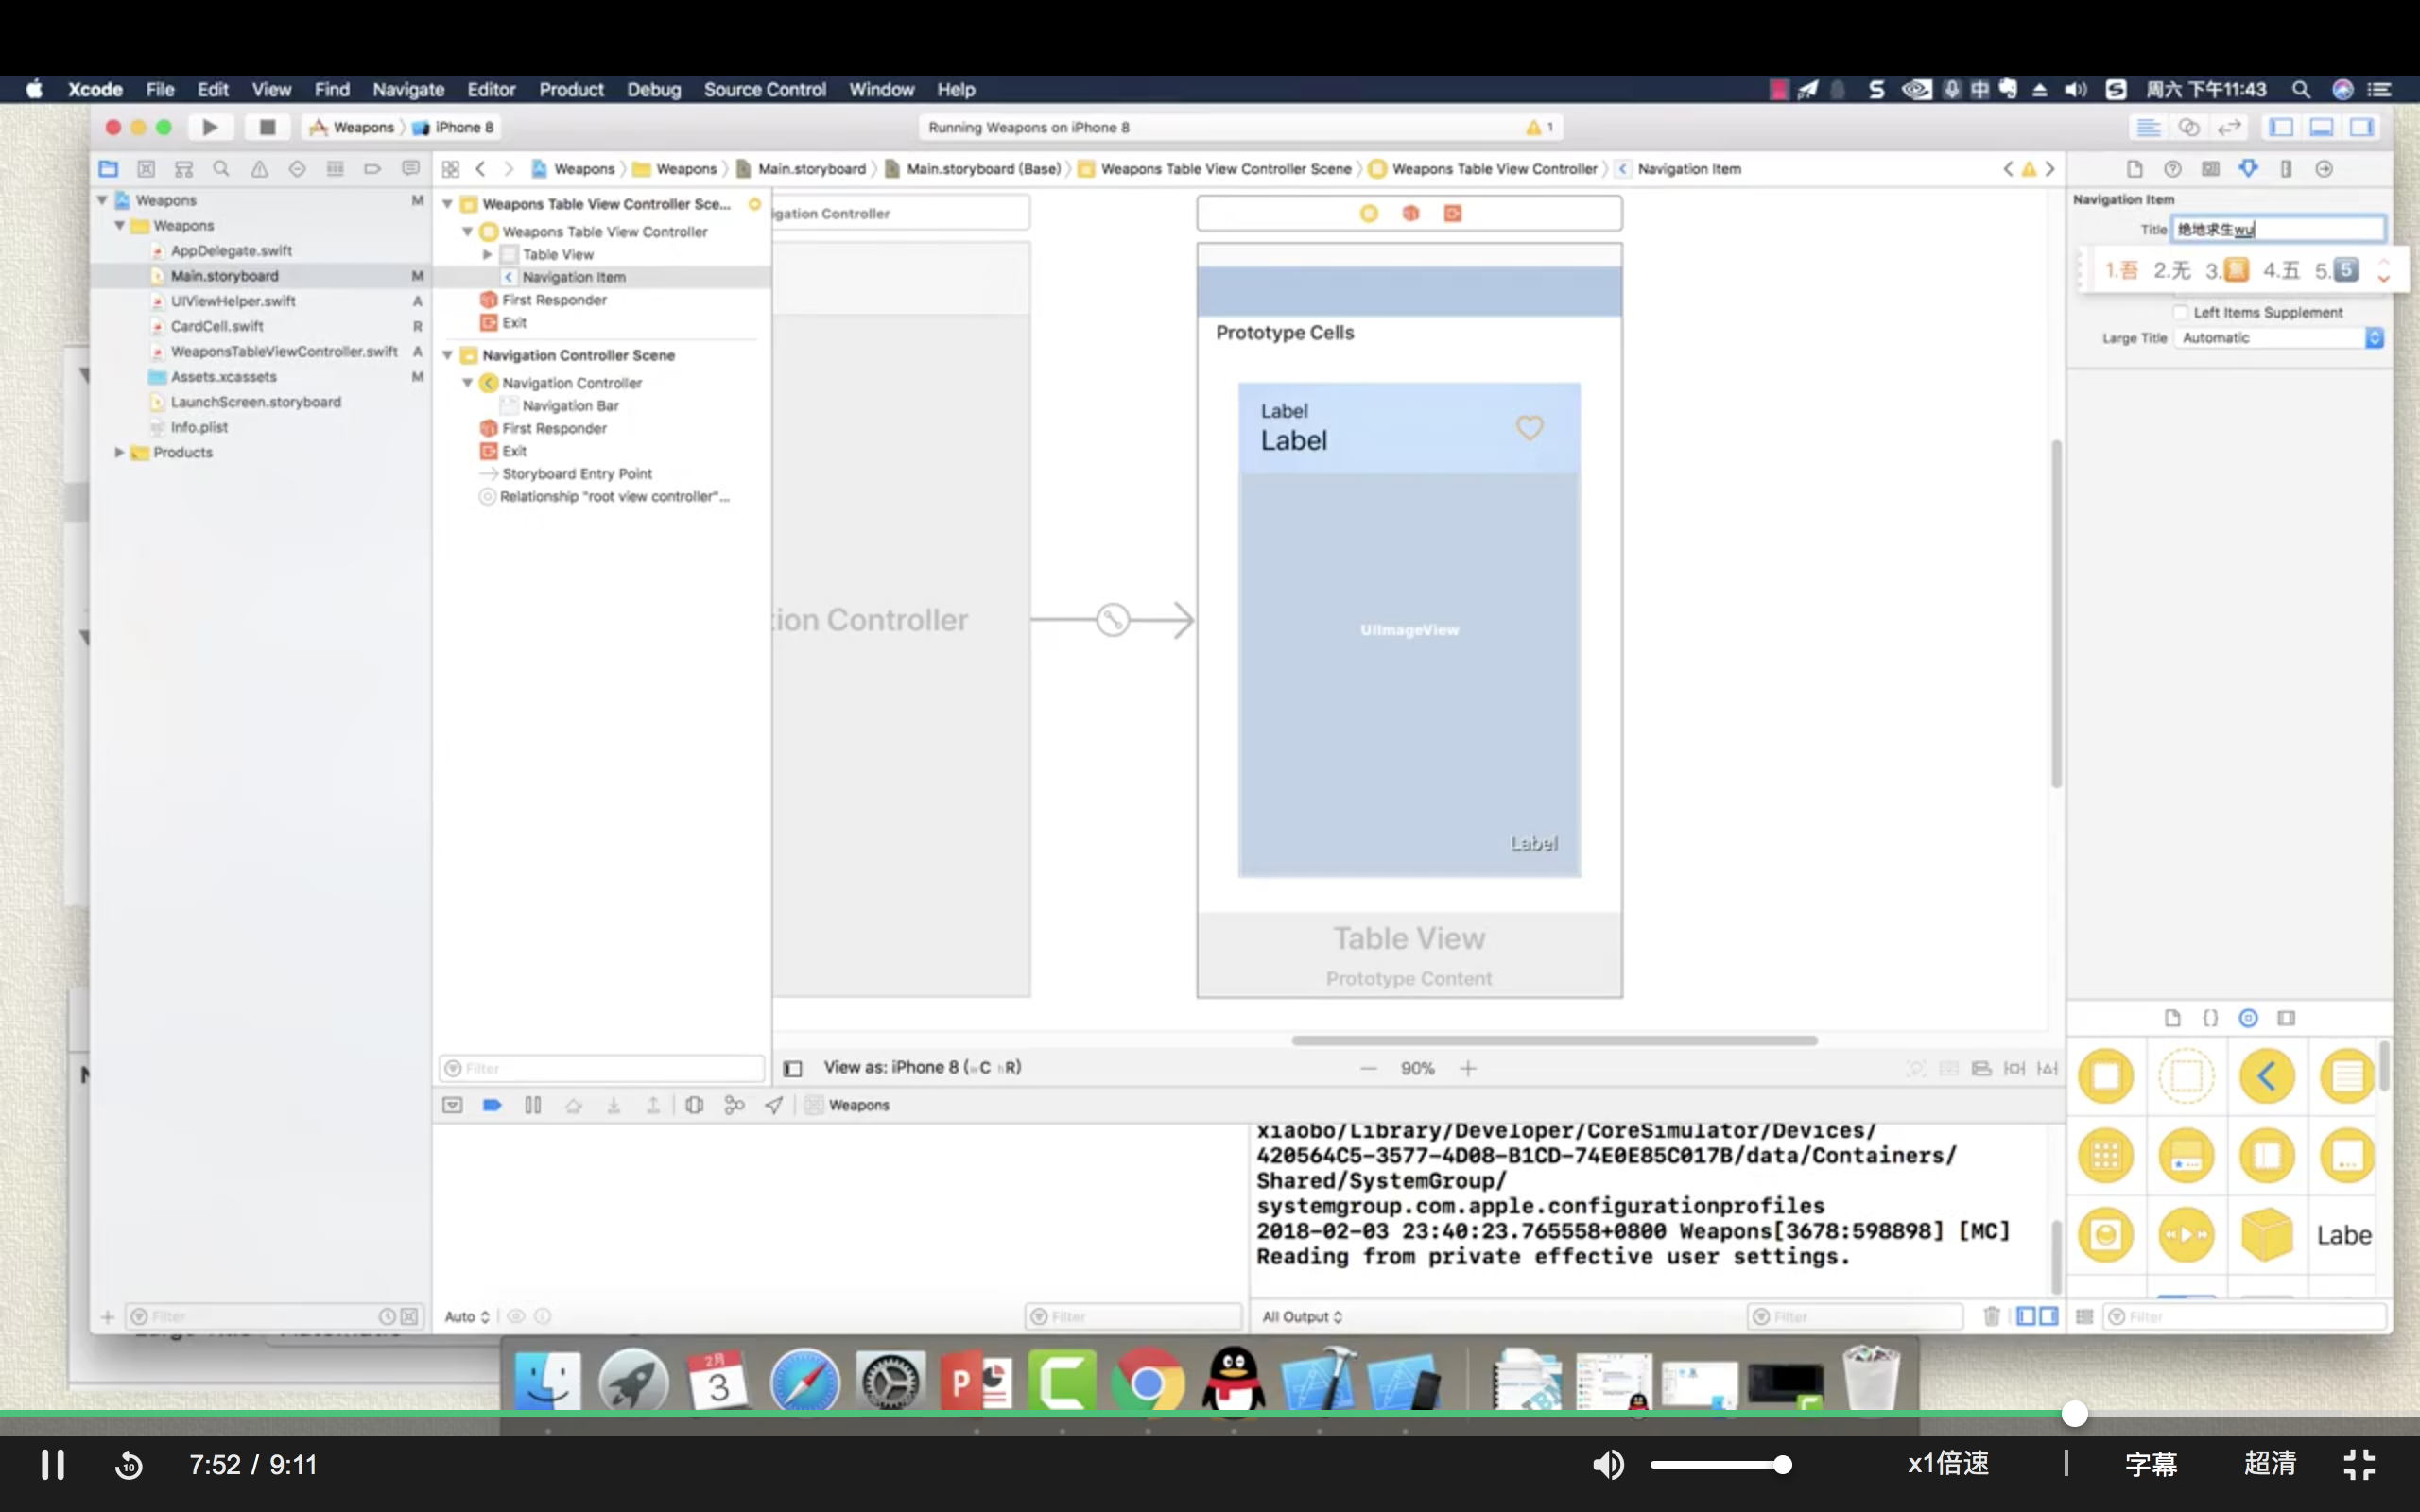 Xcode File Edit View Find Navigate Editor Product Debug Source Control Window Help 中 周六 下午11:43
Weapons iPhone 8
Running Weapons on iPhone 8 1
Weapons Weapons Main.storyboard Main.storyboard (Base) Weapons Table View Controller Scene Weapons Table View Controller Navigation Item
Weapons M
Weapons
AppDelegate.swift
Main.storyboard M
UIViewHelper.swift A
CardCell.swift R
WeaponsTableViewController.swift A
Assets.xcassets M
LaunchScreen.storyboard
Info.plist
Products
Filter
Weapons Table View Controller Sce...
Weapons Table View Controller
Table View
Navigation Item
First Responder
Exit
Navigation Controller Scene
Navigation Controller
Navigation Bar
First Responder
Exit
Storyboard Entry Point
Relationship "root view controller"...
Filter
igation Controller
tion Controller
Prototype Cells
Label
Label
UIImageView
Label
Table View
Prototype Content
View as: iPhone 8 (wC hR)
90%
Navigation Item
Title 绝地求生wu
1.吾 2.无 3. 4.五 5.5
Left Items Supplement
Large Title Automatic
Labe
Filter
Weapons
xiaobo/Library/Developer/CoreSimulator/Devices/
420564C5-3577-4D08-B1CD-74E0E85C017B/data/Containers/
Shared/SystemGroup/
systemgroup.com.apple.configurationprofiles
2018-02-03 23:40:23.765558+0800 Weapons[3678:598898] [MC]
Reading from private effective user settings.
Auto
Filter
All Output
Filter
2月
3
7:52 / 9:11
10
x1倍速
字幕
超清